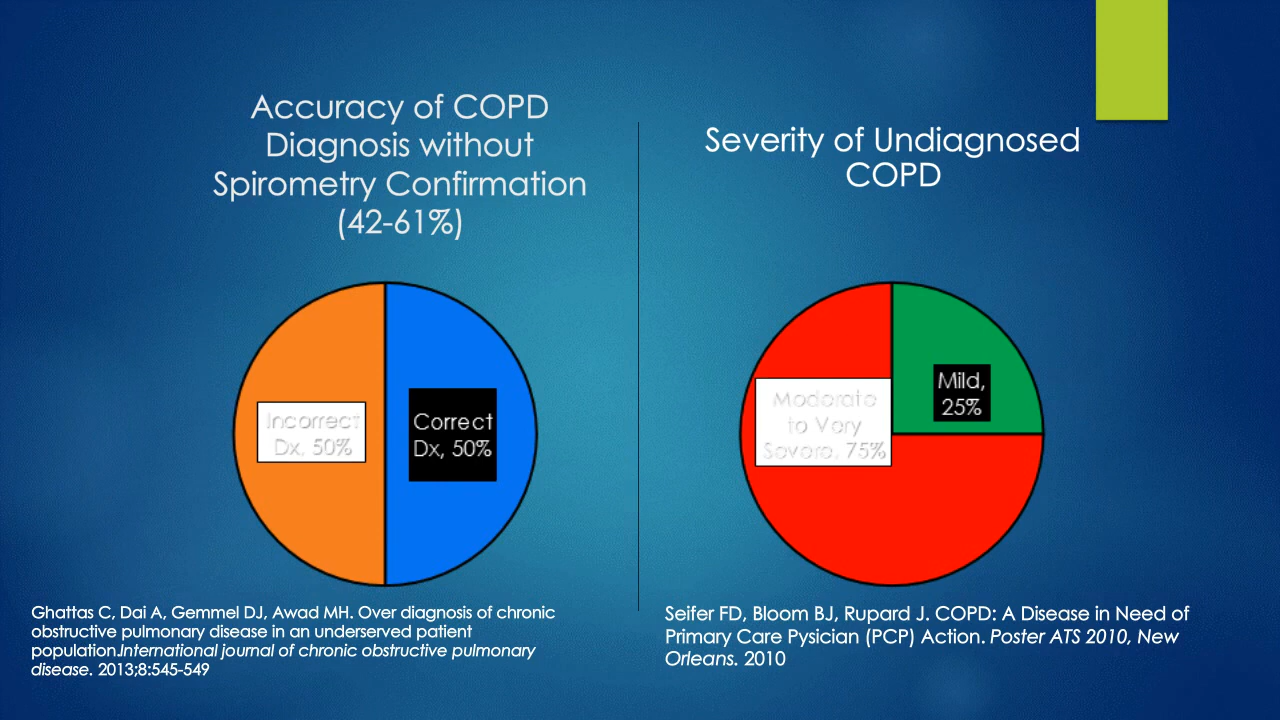 Accuracy of COPD
Diagnosis without
Spirometry Confirmation
(42-61%)
Incorrect
Dx, 50%
Correct
Dx, 50%
Ghattas C, Dai A, Gemmel DJ, Awad MH. Over diagnosis of chronic
obstructive pulmonary disease in an underserved patient
population.International journal of chronic obstructive pulmonary
disease. 2013;8:545-549
Severity of Undiagnosed
COPD
Moderate
to Very
Severe, 75%
Mild,
25%
Seifer FD, Bloom BJ, Rupard J. COPD: A Disease in Need of
Primary Care Pysician (PCP) Action. Poster ATS 2010, New
Orleans. 2010